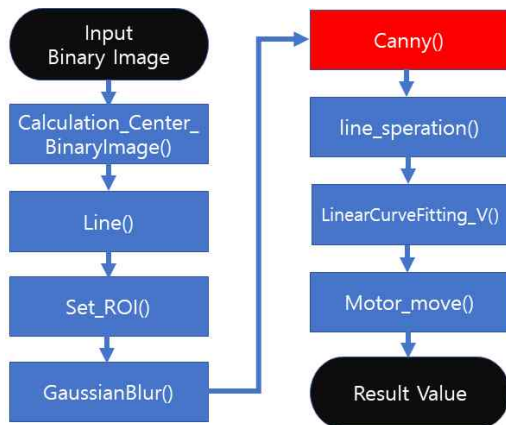 Input
Binary Image
Calculation_Center_
BinaryImage()
Line()
Set_ROI()
GaussianBlur()
Canny()
line_speration()
LinearCurveFitting_V()
Motor_move()
Result Value